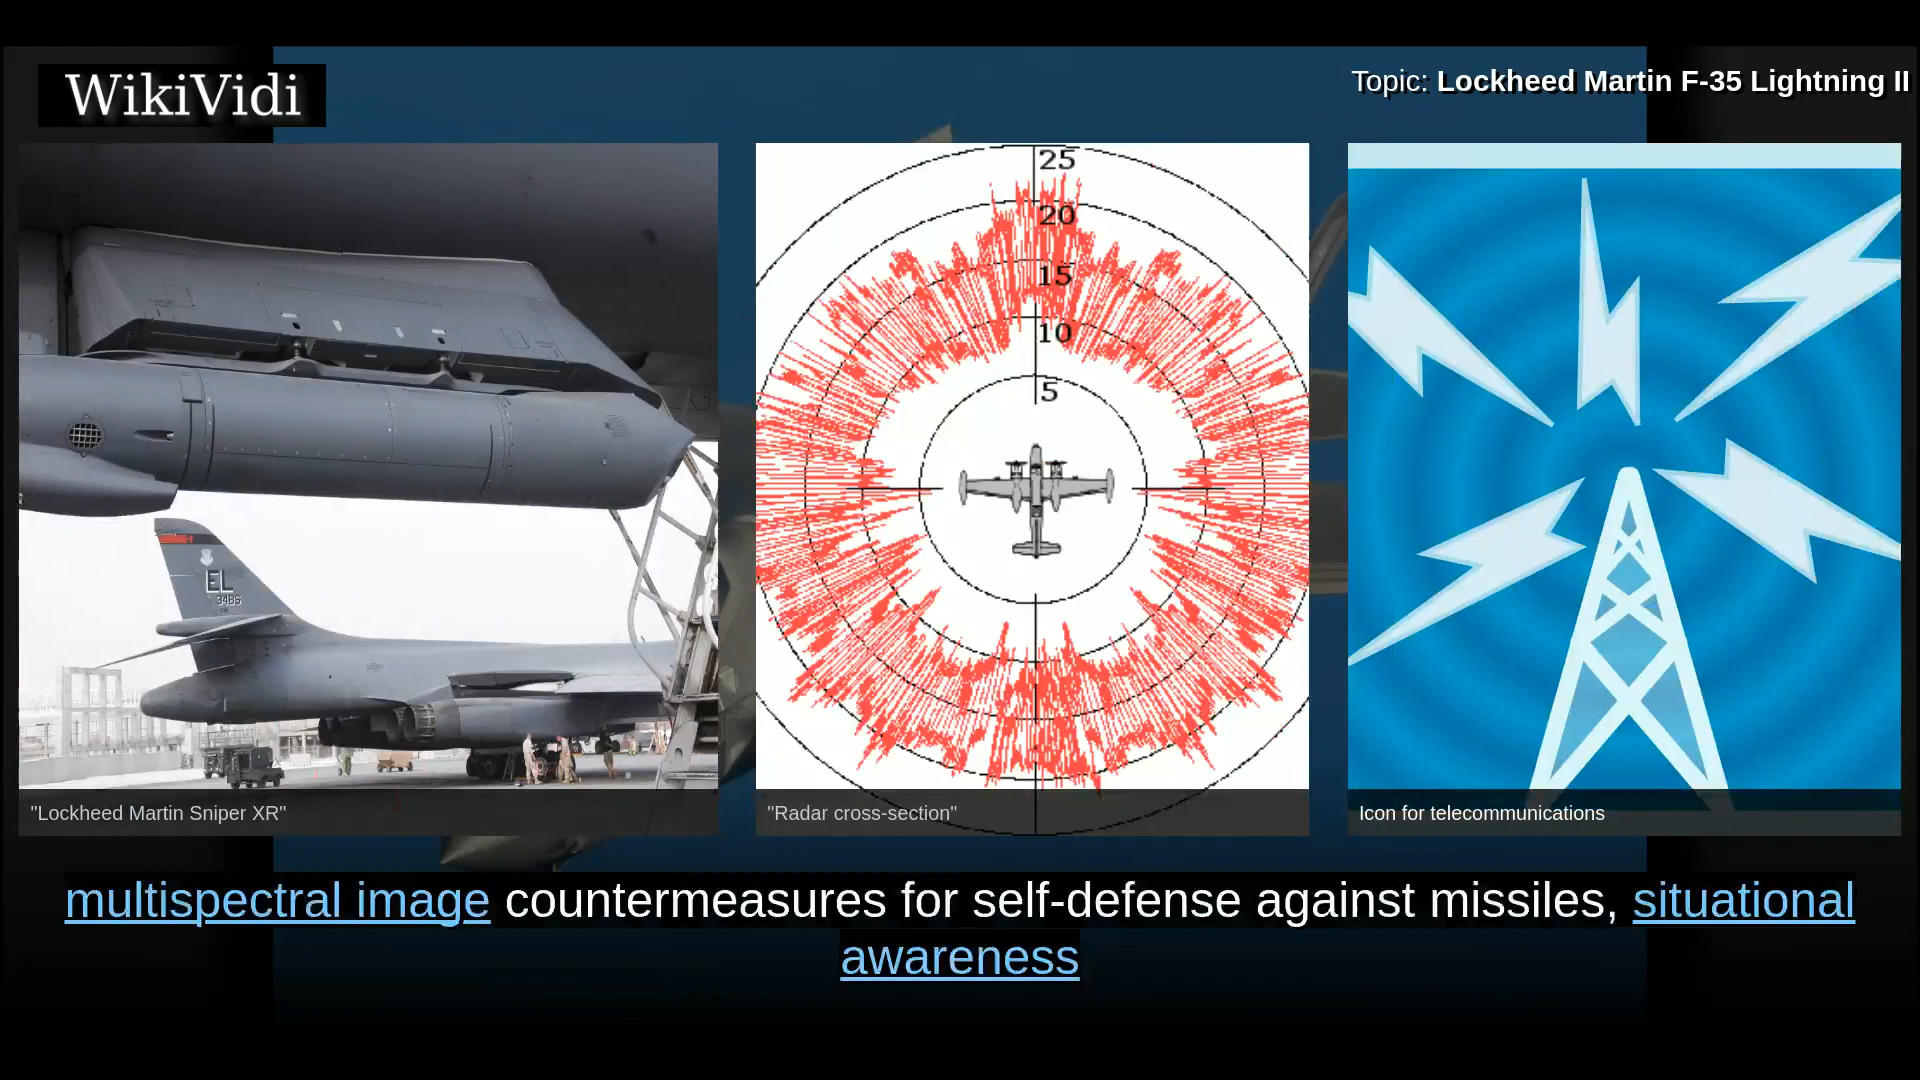 WikiVidi
Topic: Lockheed Martin F-35 Lightning II
EL
25
20
15
10
5
"Lockheed Martin Sniper XR"
"Radar cross-section"
Icon for telecommunications
multispectral image countermeasures for self-defense against missiles, situational
awareness